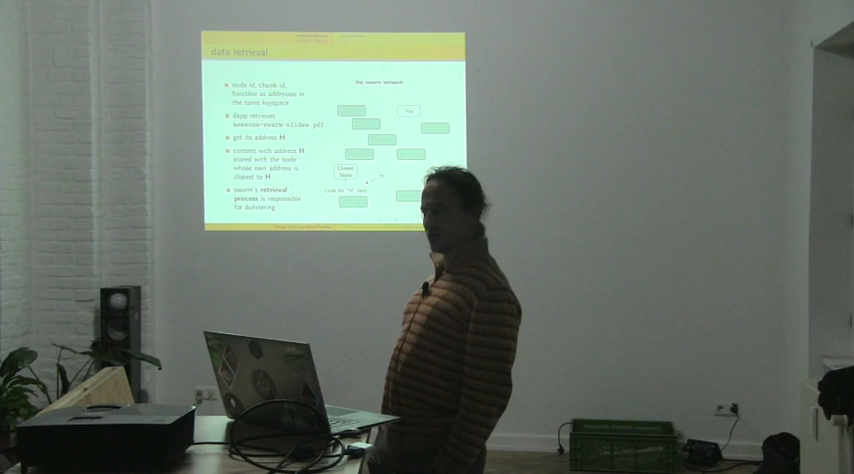 data retrieval
node id, chunk id,
function as addresses in
the same keyspace
dapp retrieves
awesome-swarm-slides.pdf
get its address H
content with address H
stored with the node
whose own address is
closest to H
swarm's retrieval
process is responsible
for deliviering
the swarm network:
You
Closest
Node
H
Look for "H" here